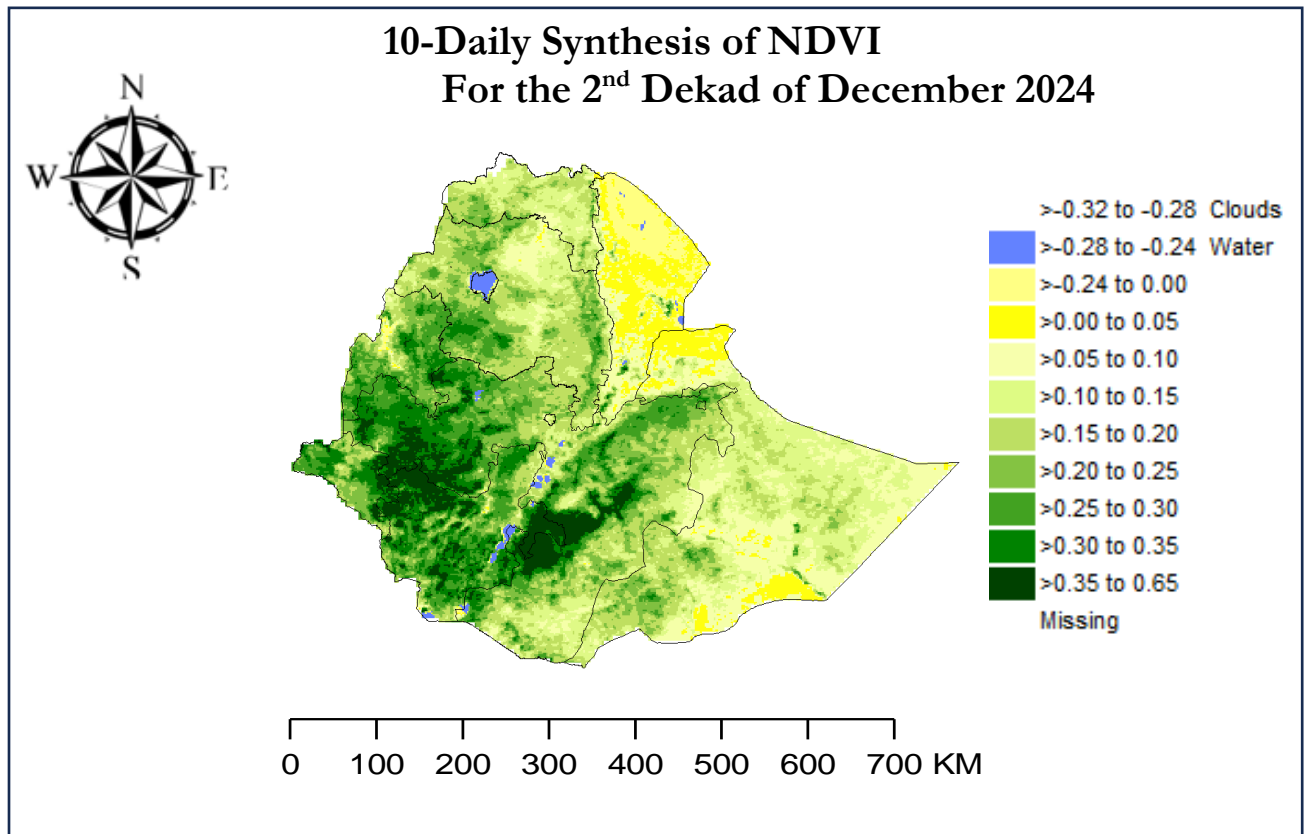 10-Daily Synthesis of NDVI
For the 2nd Dekad of December 2024
N
W E
S
>-0.32 to -0.28 Clouds
>-0.28 to -0.24 Water
>-0.24 to 0.00
>0.00 to 0.05
>0.05 to 0.10
>0.10 to 0.15
>0.15 to 0.20
>0.20 to 0.25
>0.25 to 0.30
>0.30 to 0.35
>0.35 to 0.65
Missing
0 100 200 300 400 500 600 700 KM